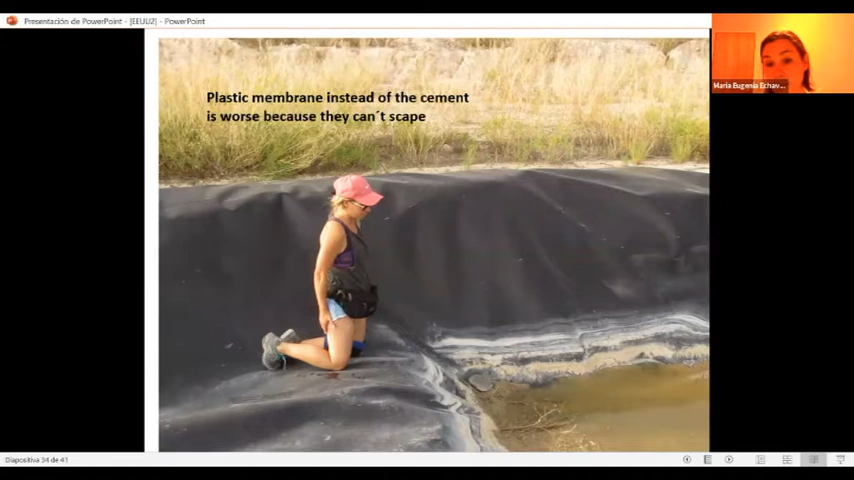 Presentación de PowerPoint - [EEUUZ] - PowerPoint
Plastic membrane instead of the cement
is worse because they can´t scape
Maria Eugenia Echav...
Diapositiva 34 de 41